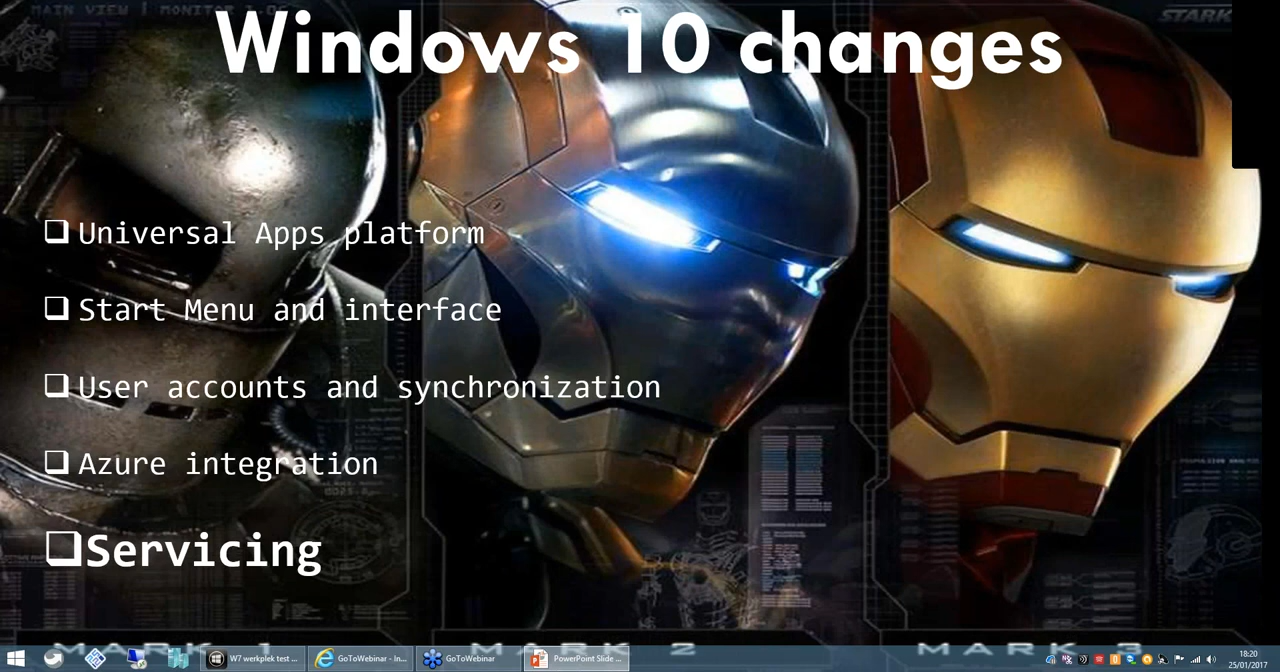 MAIN VIEW | MONITOR
STARK
Windows 10 changes
Universal Apps platform
Start Menu and interface
User accounts and synchronization
Azure integration
Servicing
MARK 1
MARK 2
MARK 3
W7 werkplek test ...
GoToWebinar - In...
GoToWebinar
PowerPoint Slide ...
18:20
25/01/2017